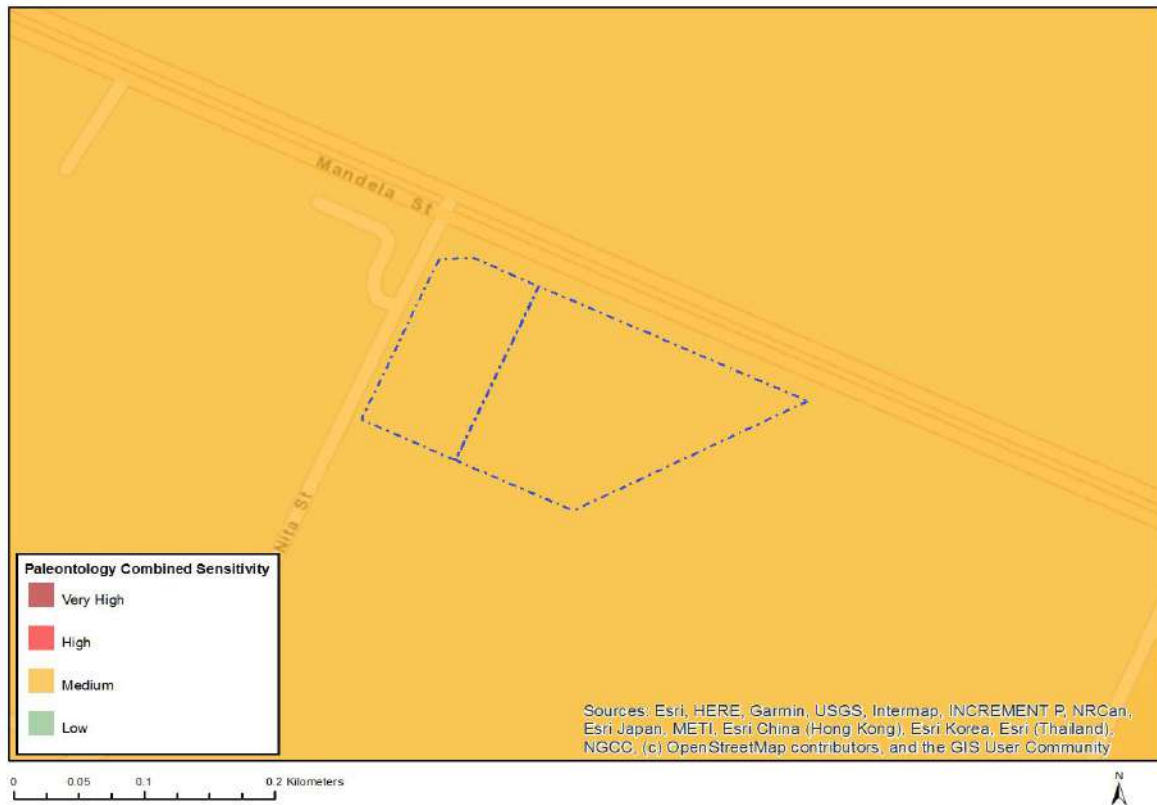 Mandela St
Nita St
Paleontology Combined Sensitivity
Very High
High
Medium
Low
Sources: Esri, HERE, Garmin, USGS, Intermap, INCREMENT P, NRCan,
Esri Japan, METI, Esri China (Hong Kong), Esri Korea, Esri (Thailand),
NGCC, (c) OpenStreetMap contributors, and the GIS User Community
0 0.05 0.1 0.2 Kilometers
N